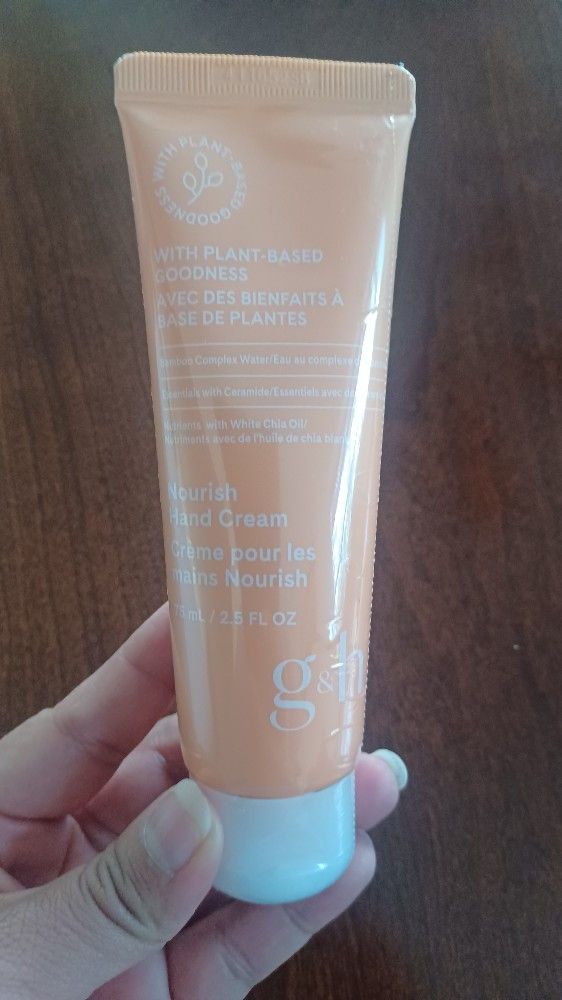 WITH PLANT-BASED GOODNESS
WITH PLANT-BASED
GOODNESS
AVEC DES BIENFAITS À
BASE DE PLANTES
Bamboo Complex Water/Eau au complexe
Essentials with Ceramide/Essentiels avec
Nutrients with White Chia Oil/
Nutriments avec de l'huile de chia
Nourish
Hand Cream
Crème pour les
mains Nourish
75 mL / 2.5 FL OZ
g&h